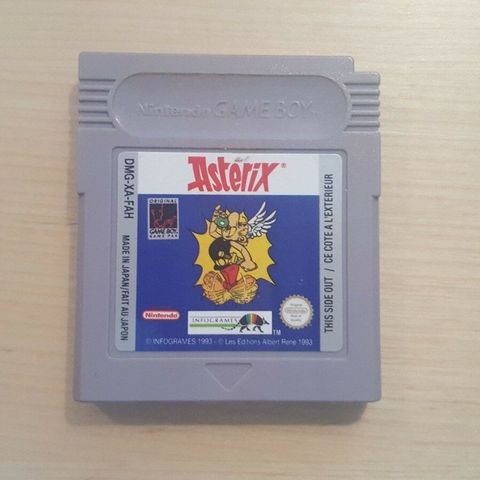 Nintendo GAME BOY
Asterix®
DMG-XA-FAH
MADE IN JAPAN/FAIT AU JAPON
ORIGINAL
GAME BOY
GAME PAK
THIS SIDE OUT / CE COTE A L'EXTERIEUR
Nintendo
INFOGRAMES
TM
© INFOGRAMES 1993 - © Les Editions Albert René 1993